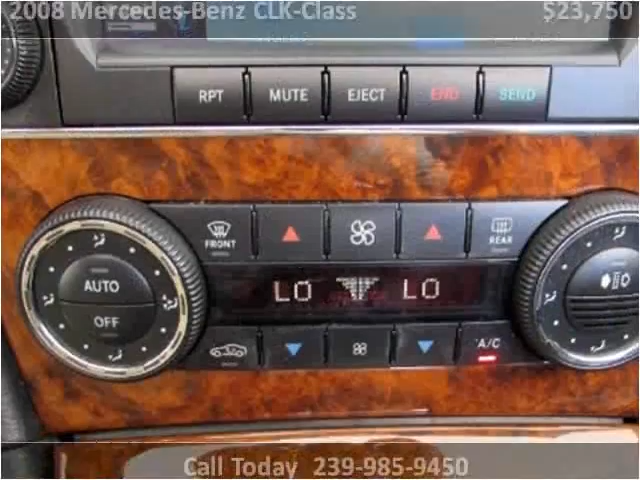 2008 Mercedes-Benz CLK-Class $23,750
RPT MUTE EJECT END SEND
FRONT REAR
AUTO
LO LO
OFF
A/C
Call Today 239-985-9450